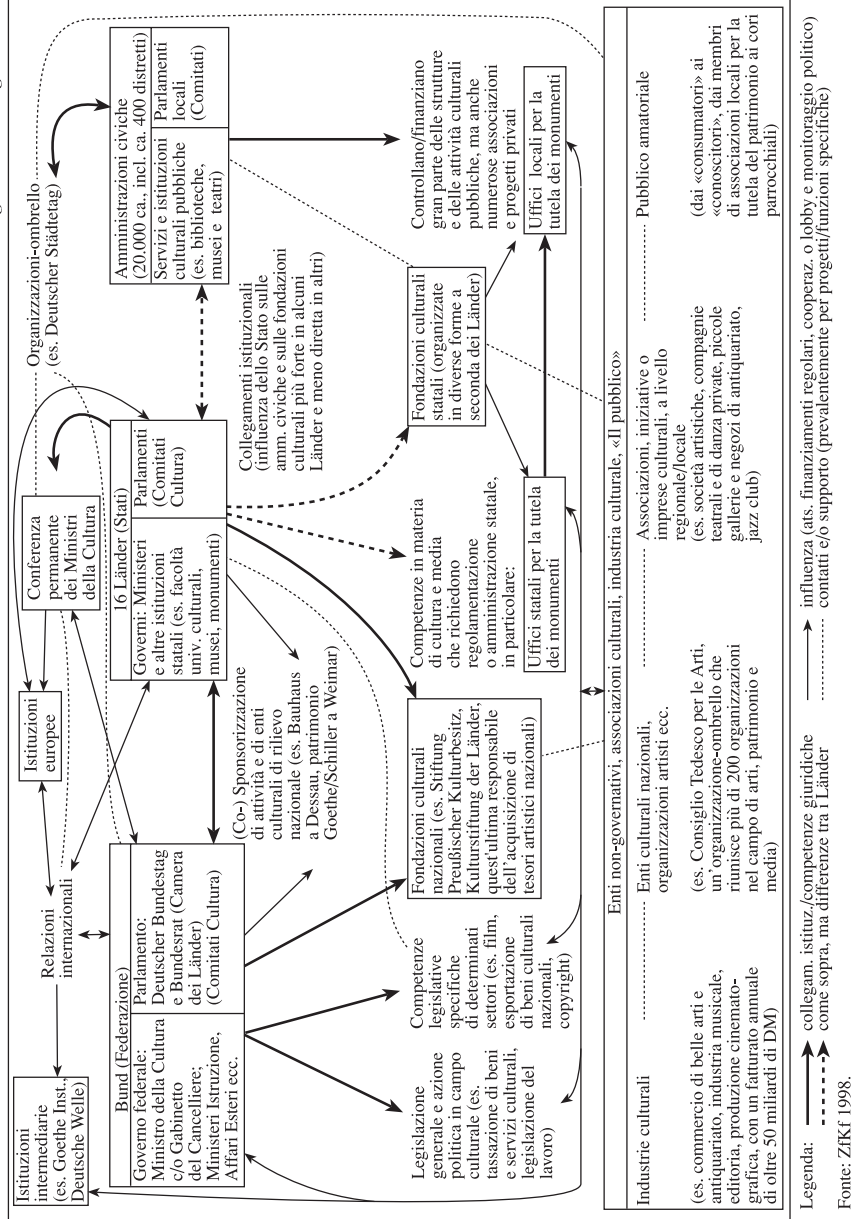 Istituzioni
intermediarie
(es. Goethe Inst.,
Deutsche Welle)
Relazioni
internazionali
Istituzioni
europee
Conferenza
permanente
dei Ministri
della Cultura
Organizzazioni-ombrello
(es. Deutscher Städtetag)
Bund (Federazione)
Governo federale:
Ministro della Cultura
c/o Gabinetto
del Cancelliere;
Ministeri Istruzione,
Affari Esteri ecc.
Parlamento:
Deutscher Bundestag
e Bundesrat (Camera
dei Länder)
(Comitati Cultura)
16 Länder (Stati)
Governi: Ministeri
e altre istituzioni
statali (es. facoltà
univ. culturali,
musei, monumenti)
Parlamenti
(Comitati
Cultura)
Amministrazioni civiche
(20.000 ca., incl. ca. 400 distretti)
Servizi e istituzioni
culturali pubbliche
(es. biblioteche,
musei e teatri)
Parlamenti
locali
(Comitati)
(Co-) Sponsorizzazione
di attività e di enti
culturali di rilievo
nazionale (es. Bauhaus
a Dessau, patrimonio
Goethe/Schiller a Weimar)
Collegamenti istituzionali
(influenza dello Stato sulle
amm. civiche e sulle fondazioni
culturali più forte in alcuni
Länder e meno diretta in altri)
Legislazione
generale e azione
politica in campo
culturale (es.
tassazione di beni
e servizi culturali,
legislazione del
lavoro)
Competenze
legislative
specifiche
di determinati
settori (es. film,
esportazione
di beni culturali
nazionali,
copyright)
Fondazioni culturali
nazionali (es. Stiftung
Preußischer Kulturbesitz,
Kulturstiftung der Länder,
quest'ultima responsabile
dell'acquisizione di
tesori artistici nazionali)
Competenze in materia
di cultura e media
che richiedono
regolamentazione
o amministrazione statale,
in particolare:
Uffici statali per la tutela
dei monumenti
Fondazioni culturali
statali (organizzate
in diverse forme a
seconda dei Länder)
Controllano/finanziano
gran parte delle strutture
e delle attività culturali
pubbliche, ma anche
numerose associazioni
e progetti privati
Uffici locali per la
tutela dei monumenti
Enti non-governativi, associazioni culturali, industria culturale, «Il pubblico»
Industrie culturali
(es. commercio di belle arti e
antiquariato, industria musicale,
editoria, produzione cinemato-
grafica, con un fatturato annuale
di oltre 50 miliardi di DM)
Enti culturali nazionali,
organizzazioni artisti ecc.
(es. Consiglio Tedesco per le Arti,
un'organizzazione-ombrello che
riunisce più di 200 organizzazioni
nel campo di arti, patrimonio e
media)
Associazioni, iniziative o
imprese culturali, a livello
regionale/locale
(es. società artistiche, compagnie
teatrali e di danza private, piccole
gallerie e negozi di antiquariato,
jazz club)
Pubblico amatoriale
(dai «consumatori» ai
«conoscitori», dai membri
di associazioni locali per la
tutela del patrimonio ai cori
parrocchiali)
Legenda:
collegam. istituz./competenze giuridiche
come sopra, ma differenze tra i Länder
influenza (ats. finanziamenti regolari, cooperaz. o lobby e monitoraggio politico)
contatti e/o supporto (prevalentemente per progetti/funzioni specifiche)
Fonte: ZfKf 1998.